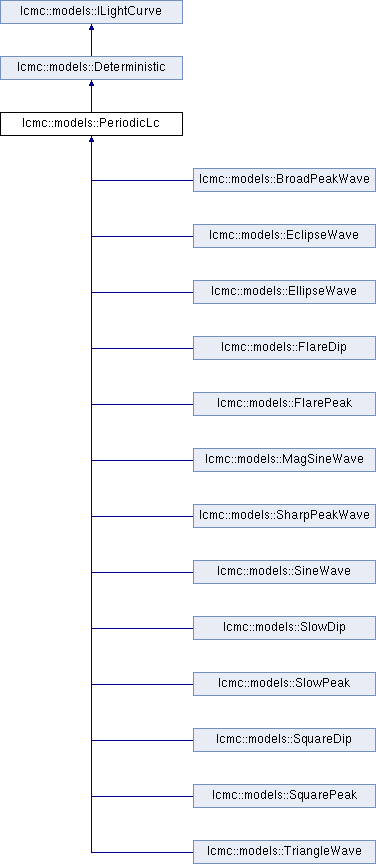 lcmc::models::ILightCurve
lcmc::models::Deterministic
lcmc::models::PeriodicLc
lcmc::models::BroadPeakWave
lcmc::models::EclipseWave
lcmc::models::EllipseWave
lcmc::models::FlareDip
lcmc::models::FlarePeak
lcmc::models::MagSineWave
lcmc::models::SharpPeakWave
lcmc::models::SineWave
lcmc::models::SlowDip
lcmc::models::SlowPeak
lcmc::models::SquareDip
lcmc::models::SquarePeak
lcmc::models::TriangleWave